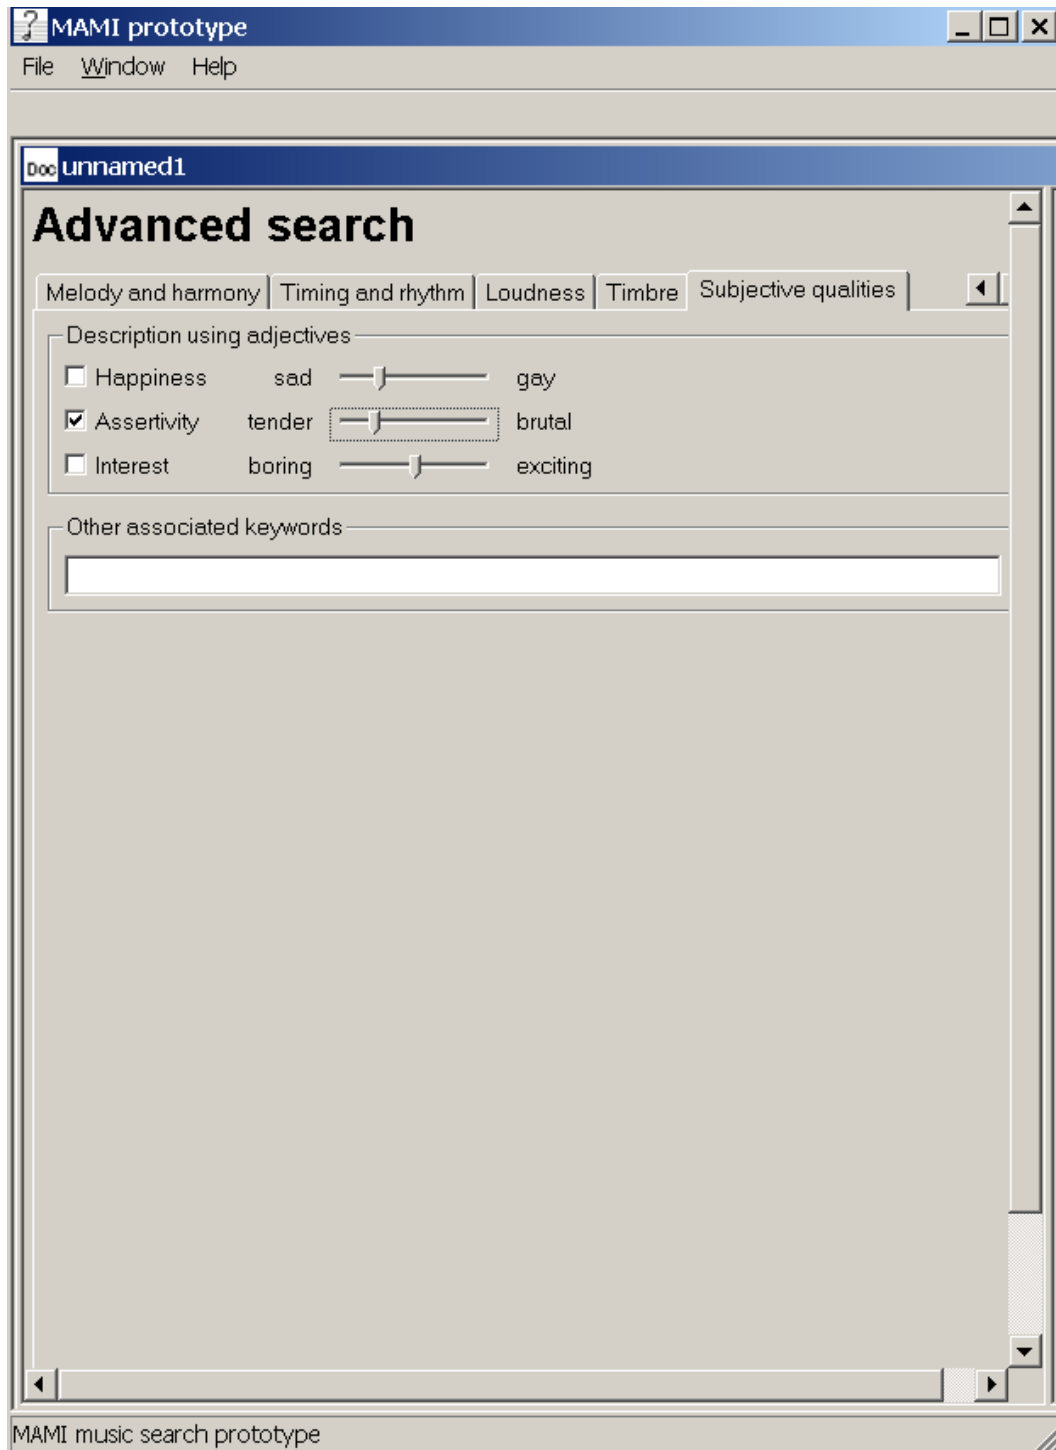 MAMI prototype
File Window Help
Doc unnamed1
Advanced search
Melody and harmony Timing and rhythm Loudness Timbre Subjective qualities
Description using adjectives
Happiness sad gay
Assertivity tender brutal
Interest boring exciting
Other associated keywords
MAMI music search prototype